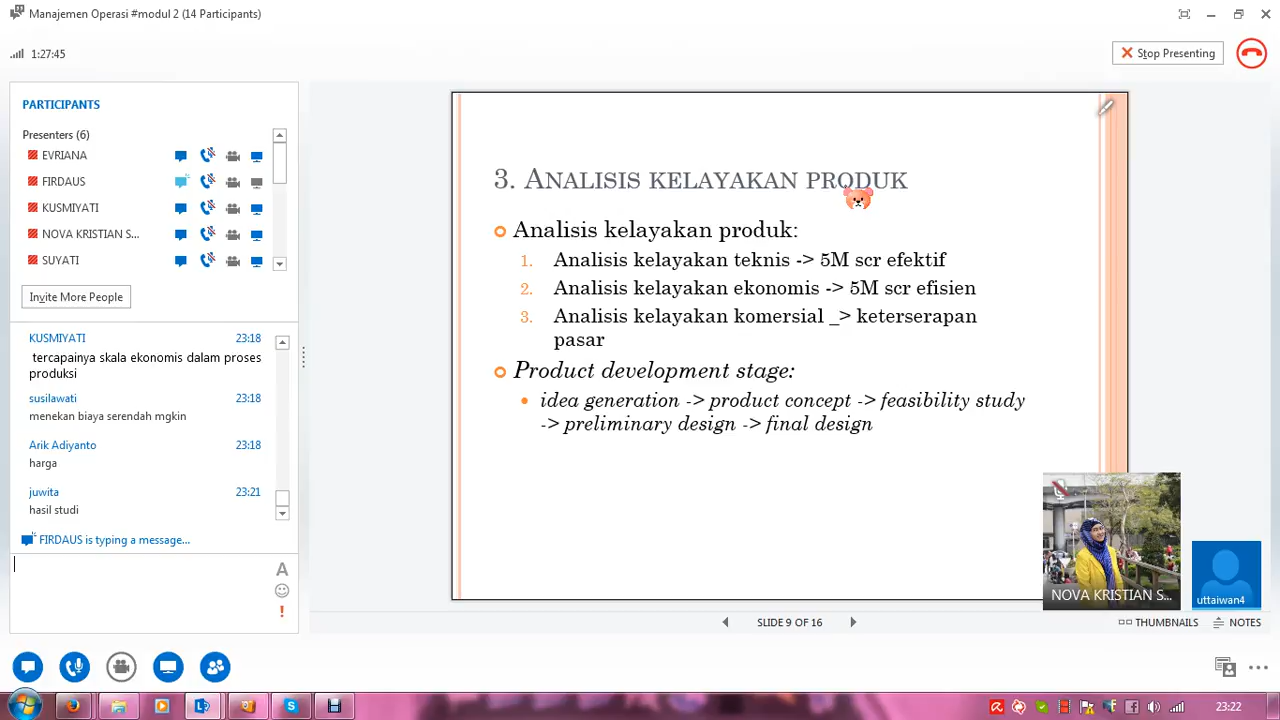 Manajemen Operasi #modul 2 (14 Participants)
1:27:45
Stop Presenting
PARTICIPANTS
Presenters (6)
EVRIANA
FIRDAUS
KUSMIYATI
NOVA KRISTIAN S...
SUYATI
Invite More People
KUSMIYATI 23:18
tercapainya skala ekonomis dalam proses
produksi
susilawati 23:18
menekan biaya serendah mgkin
Arik Adiyanto 23:18
harga
juwita 23:21
hasil studi
FIRDAUS is typing a message...
A
!
3. ANALISIS KELAYAKAN PRODUK
Analisis kelayakan produk:
1. Analisis kelayakan teknis -> 5M scr efektif
2. Analisis kelayakan ekonomis -> 5M scr efisien
3. Analisis kelayakan komersial _> keterserapan
pasar
Product development stage:
idea generation -> product concept -> feasibility study
-> preliminary design -> final design
NOVA KRISTIAN S...
uttaiwan4
SLIDE 9 OF 16
THUMBNAILS
NOTES
23:22